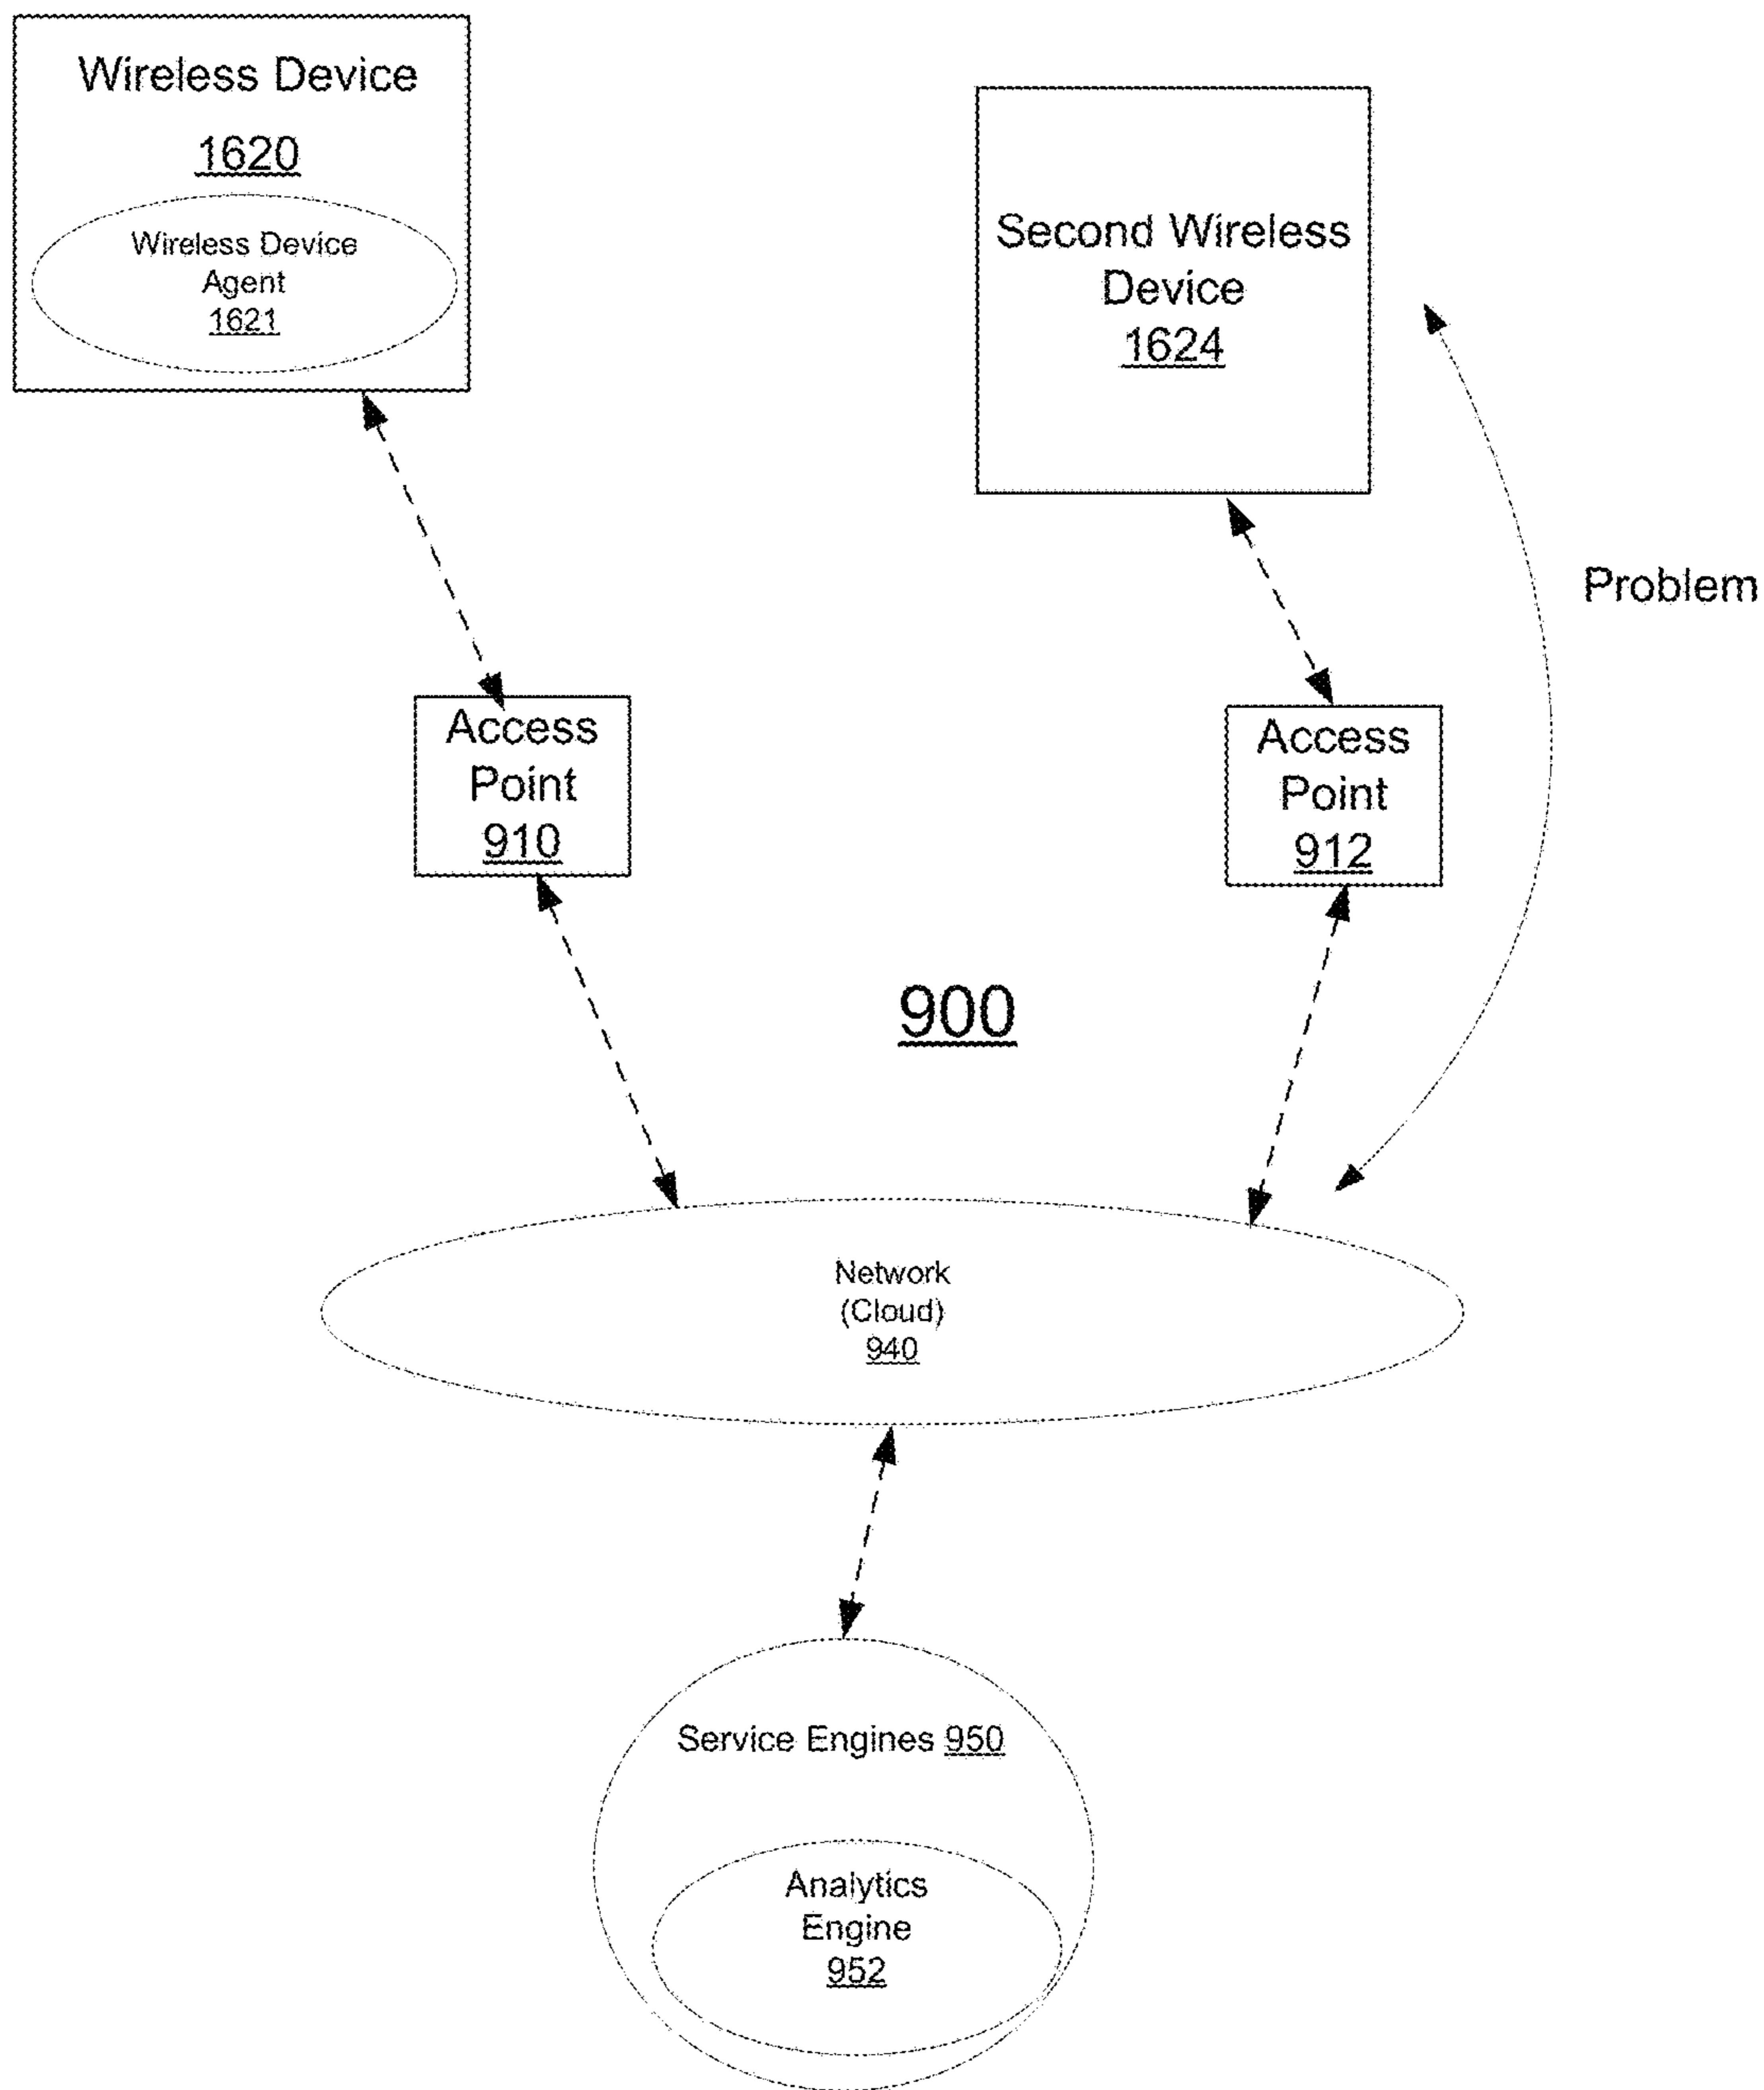 Wireless Device
1620
Wireless Device
Agent
1621
Second Wireless
Device
1624
Problem
Access
Point
910
Access
Point
912
900
Network
(Cloud)
940
Service Engines 950
Analytics
Engine
952